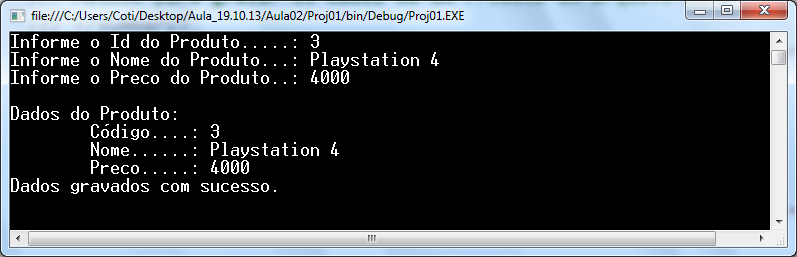 file:///C:/Users/Coti/Desktop/Aula_19.10.13/Aula02/Proj01/bin/Debug/Proj01.EXE
Informe o Id do Produto.....: 3
Informe o Nome do Produto...: Playstation 4
Informe o Preco do Produto..: 4000
Dados do Produto:
Código....: 3
Nome......: Playstation 4
Preco.....: 4000
Dados gravados com sucesso.